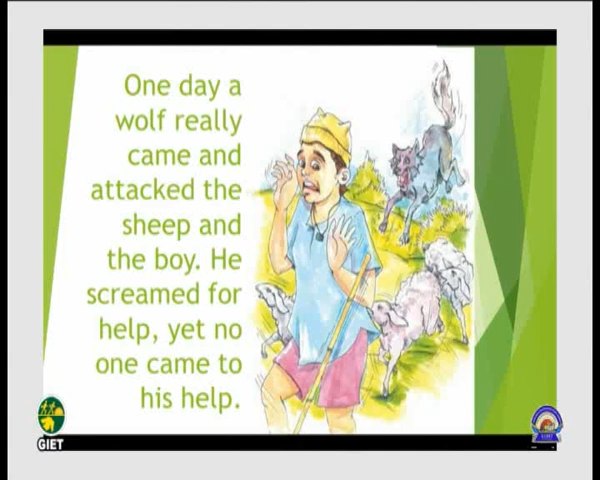 One day a
wolf really
came and
attacked the
sheep and
the boy. He
screamed for
help, yet no
one came to
his help.
GIET